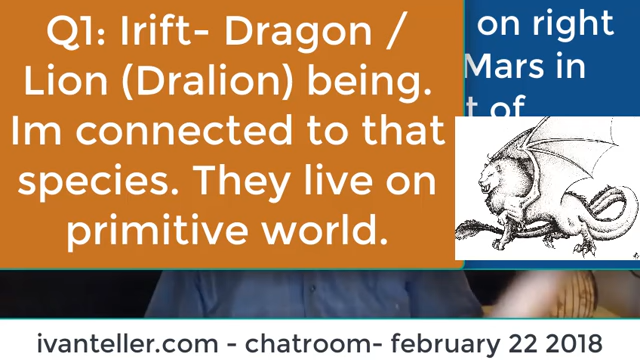 Q1: Irift- Dragon /
Lion (Dralion) being.
Im connected to that
species. They live on
primitive world.
on right
Mars in
of
ivanteller.com - chatroom- february 22 2018